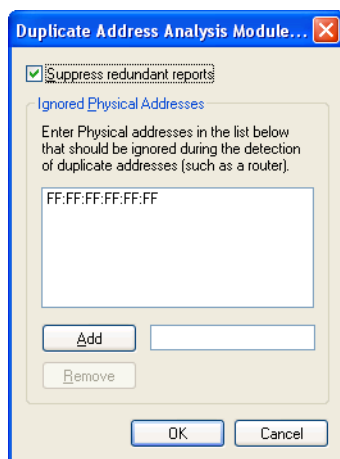 Duplicate Address Analysis Module...
Suppress redundant reports
Ignored Physical Addresses
Enter Physical addresses in the list below
that should be ignored during the detection
of duplicate addresses (such as a router).
FF:FF:FF:FF:FF:FF
Add
Remove
OK Cancel